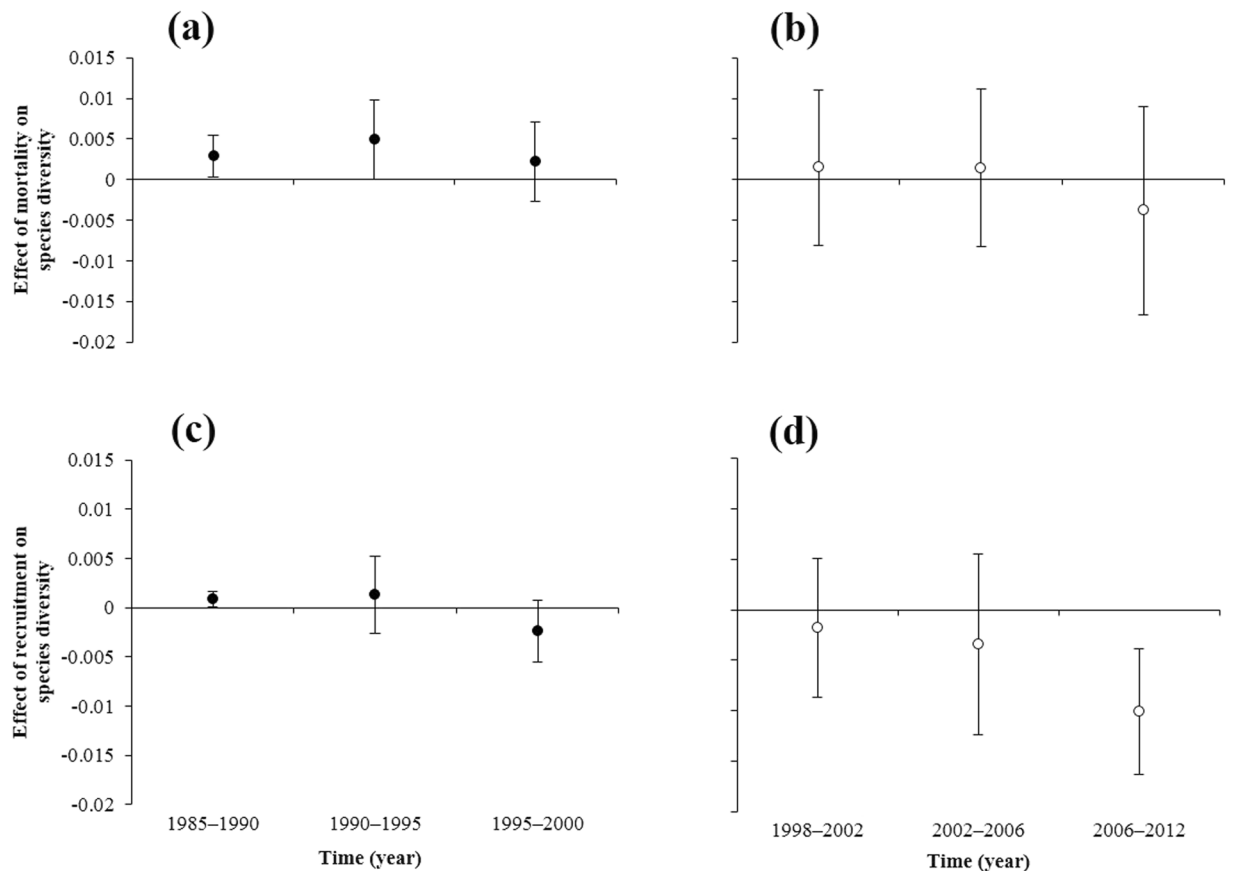 (a)
Effect of mortality on
species diversity
0.015
0.01
0.005
0
-0.005
-0.01
-0.015
-0.02
(b)
(c)
Effect of recruitment on
species diversity
0.015
0.01
0.005
0
-0.005
-0.01
-0.015
-0.02
1985–1990 1990–1995 1995–2000
Time (year)
(d)
1998–2002 2002–2006 2006–2012
Time (year)